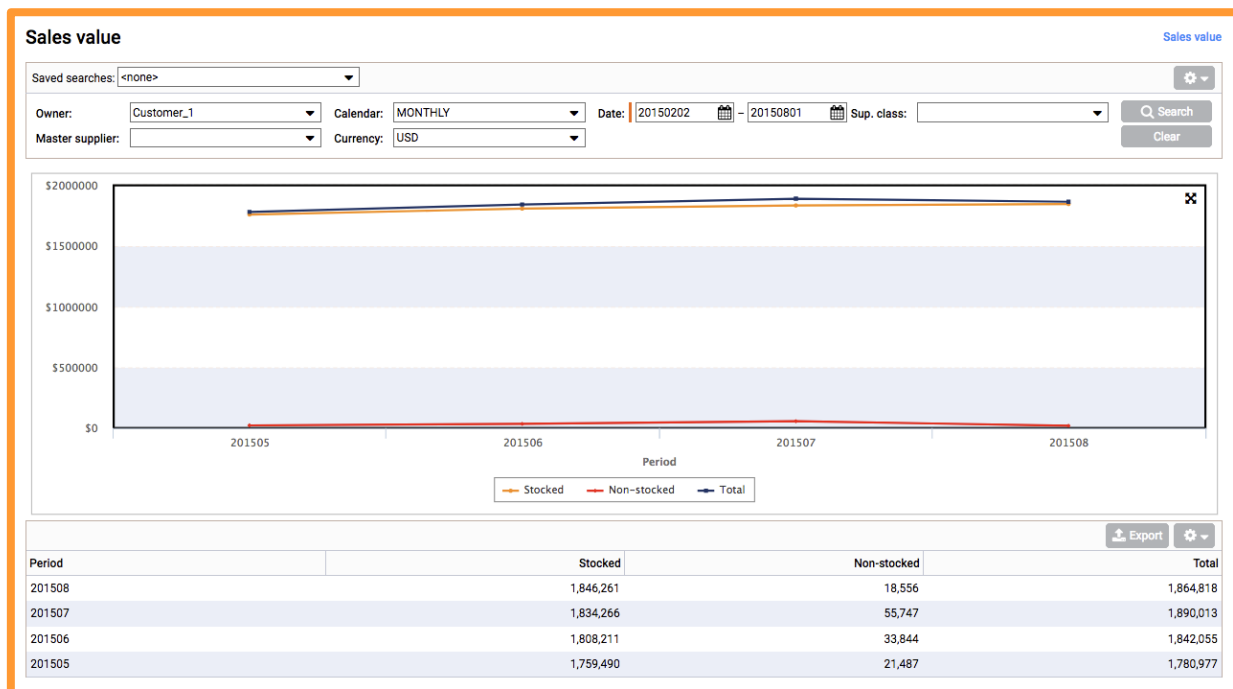 Sales value Sales value
Saved searches: <none>
Owner: Customer_1 Calendar: MONTHLY Date: 20150202 – 20150801 Sup. class: Search
Master supplier: Currency: USD Clear
$2000000
$1500000
$1000000
$500000
$0
201505 201506 201507 201508
Period
Stocked Non-stocked Total
Export
Period Stocked Non-stocked Total
201508 1,846,261 18,556 1,864,818
201507 1,834,266 55,747 1,890,013
201506 1,808,211 33,844 1,842,055
201505 1,759,490 21,487 1,780,977